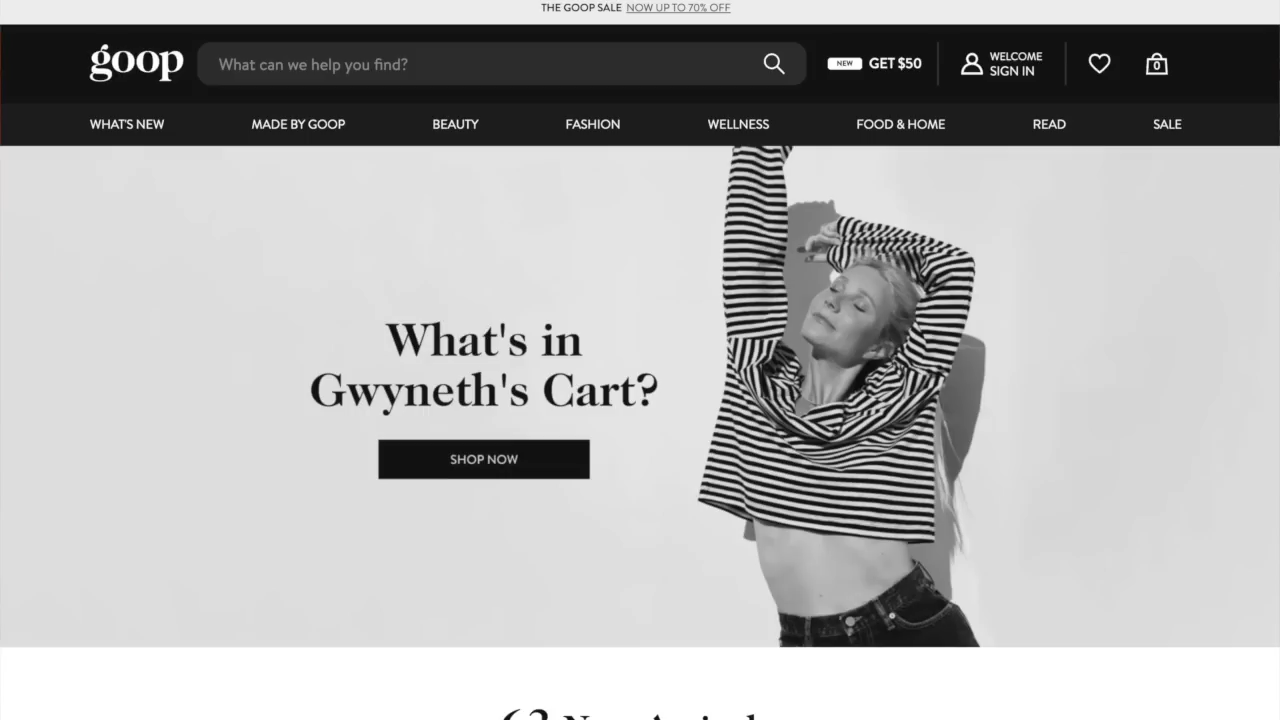 THE GOOP SALE NOW UP TO 70% OFF
goop
What can we help you find?
NEW GET $50
WELCOME
SIGN IN
0
WHAT'S NEW MADE BY GOOP BEAUTY FASHION WELLNESS FOOD & HOME READ SALE
What's in
Gwyneth's Cart?
SHOP NOW